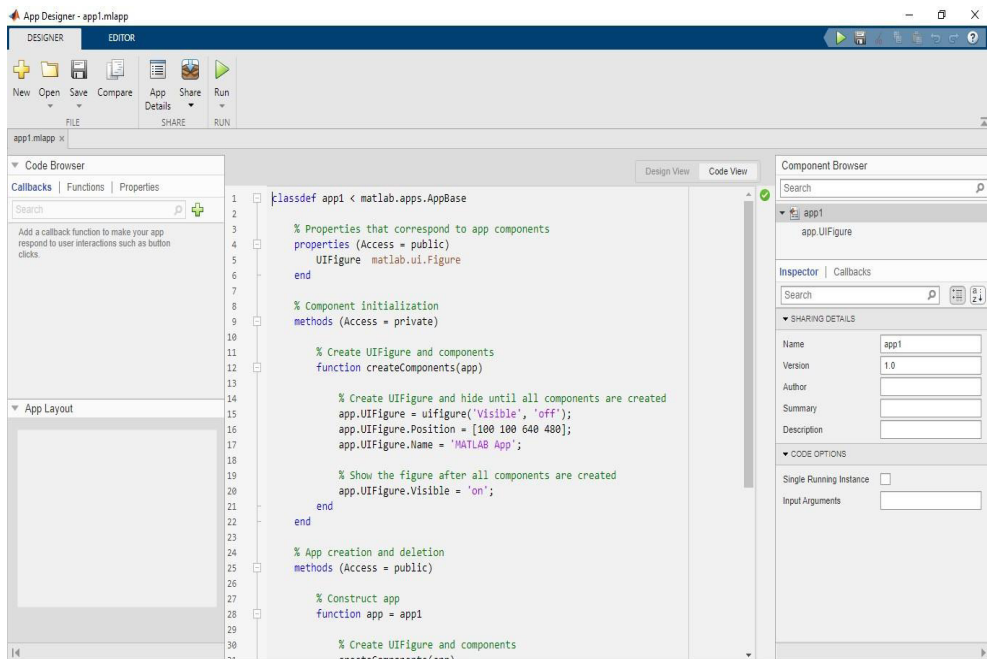 App Designer - app1.mlapp
DESIGNER EDITOR
New Open Save Compare App Details Share Run
FILE SHARE RUN
app1.mlapp ×
Code Browser
Callbacks | Functions | Properties
Search
Add a callback function to make your app
respond to user interactions such as button
clicks.
App Layout
Design View Code View
1 classdef app1 < matlab.apps.AppBase
2
3 % Properties that correspond to app components
4 properties (Access = public)
5 UIFigure matlab.ui.Figure
6 end
7
8 % Component initialization
9 methods (Access = private)
10
11 % Create UIFigure and components
12 function createComponents(app)
13
14 % Create UIFigure and hide until all components are created
15 app.UIFigure = uifigure('Visible', 'off');
16 app.UIFigure.Position = [100 100 640 480];
17 app.UIFigure.Name = 'MATLAB App';
18
19 % Show the figure after all components are created
20 app.UIFigure.Visible = 'on';
21 end
22 end
23
24 % App creation and deletion
25 methods (Access = public)
26
27 % Construct app
28 function app = app1
29
30 % Create UIFigure and components
Component Browser
Search
app1
app.UIFigure
Inspector | Callbacks
Search
SHARING DETAILS
Name app1
Version 1.0
Author
Summary
Description
CODE OPTIONS
Single Running Instance
Input Arguments